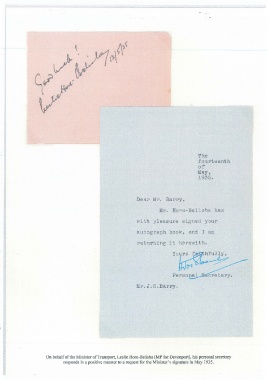 Good luck!
Leslie Hore-Belisha 14/5/35
The
fourteenth
of
May,
1935.
Dear Mr. Barry,
Mr. Hore-Belisha has
with pleasure signed your
autograph book, and I am
returning it herewith.
Yours faithfully,
Personal Secretary.
Mr.J.S.Barry.
On behalf of the Minister of Transport, Leslie Hore-Belisha (MP for Devonport), his personal secretary
responds in a positive manner to a request for the Minister's signature in May 1935.